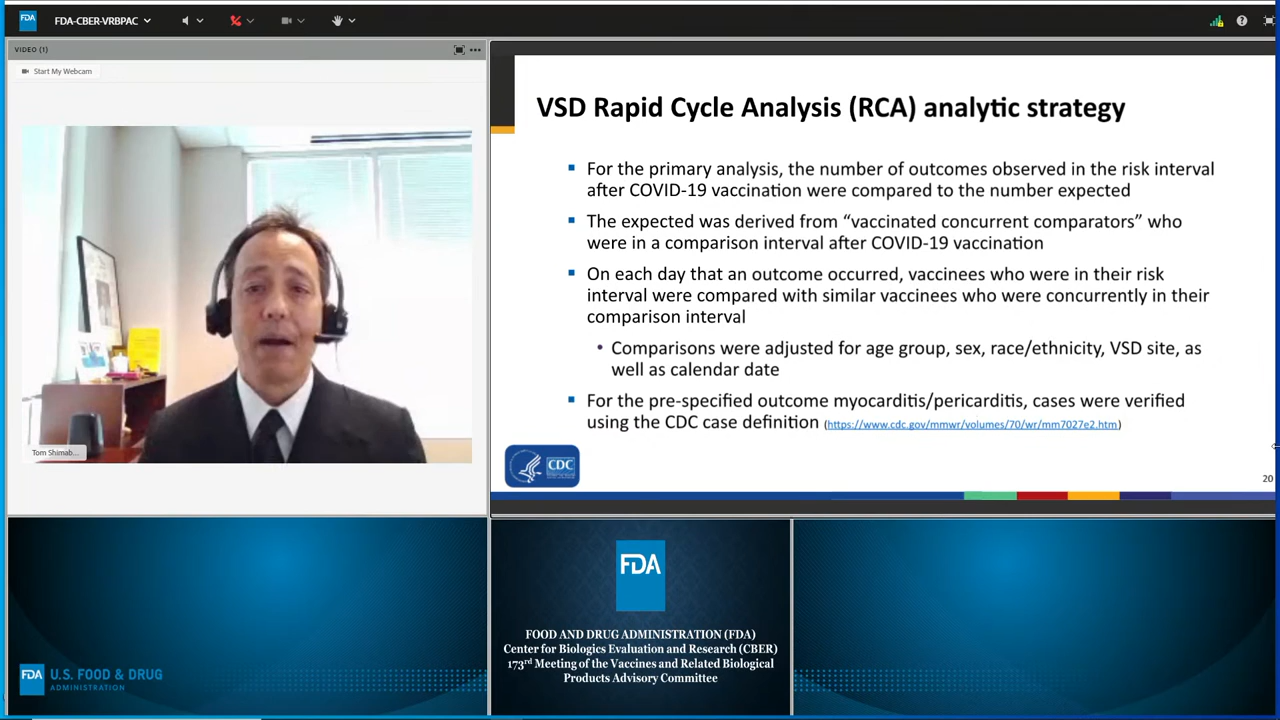 FDA
FDA-CBER-VRBPAC
VIDEO (1)
Start My Webcam
Tom Shimab...
VSD Rapid Cycle Analysis (RCA) analytic strategy
For the primary analysis, the number of outcomes observed in the risk interval
after COVID-19 vaccination were compared to the number expected
The expected was derived from “vaccinated concurrent comparators” who
were in a comparison interval after COVID-19 vaccination
On each day that an outcome occurred, vaccinees who were in their risk
interval were compared with similar vaccinees who were concurrently in their
comparison interval
Comparisons were adjusted for age group, sex, race/ethnicity, VSD site, as
well as calendar date
For the pre-specified outcome myocarditis/pericarditis, cases were verified
using the CDC case definition (https://www.cdc.gov/mmwr/volumes/70/wr/mm7027e2.htm)
CDC
20
FDA
U.S. FOOD & DRUG
ADMINISTRATION
FDA
FOOD AND DRUG ADMINISTRATION (FDA)
Center for Biologics Evaluation and Research (CBER)
173rd Meeting of the Vaccines and Related Biological
Products Advisory Committee